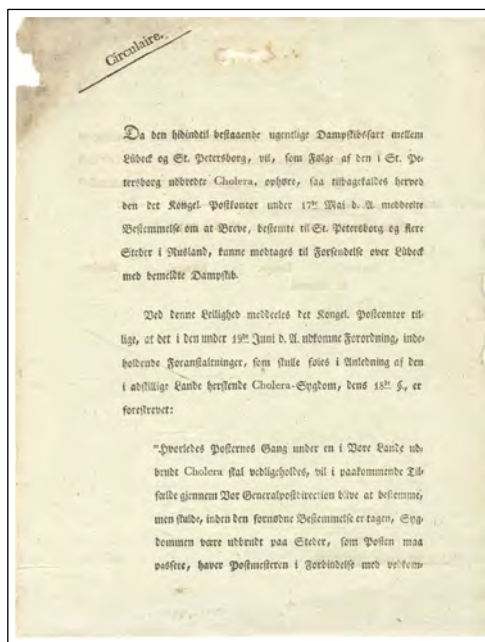 Circulaire.
Da den hidindtil bestaaende ugentlige Dampskibsfart mellem
Lübeck og St. Petersborg, vil, som Følge af den i St. Pe-
tersborg udbredte Cholera, ophøre, saa tilbagekaldes herved
den det Kongel. Postkontor under 17de Mai d. A. meddeelte
Bestemmelse om at Breve, bestemte til St. Petersborg og flere
Steder i Rusland, kunne modtages til Forsendelse over Lübeck
med bemeldte Dampskib.
Ved denne Leilighed meddeeles det Kongel. Postcontor til-
lige, at det i den under 19de Juni d. A. udkomne Forordning, inde-
holdende Foranstaltninger, som skulle føies i Anledning af den
i adskillige Lande herskende Cholera-Sygdom, dens 18de §., er
foreskrevet:
"Hvorledes Posternes Gang under en i Vore Lande ud-
brudt Cholera skal vedligeholdes, vil i paakommende Til-
fælde gjennem Vor Generalpostdirection blive at bestemme,
men skulde, inden den fornødne Bestemmelse er tagen, Syg-
dommen være udbrudt paa Steder, som Posten maa
passere, haver Postmesteren i Forbindelse med vedkom-